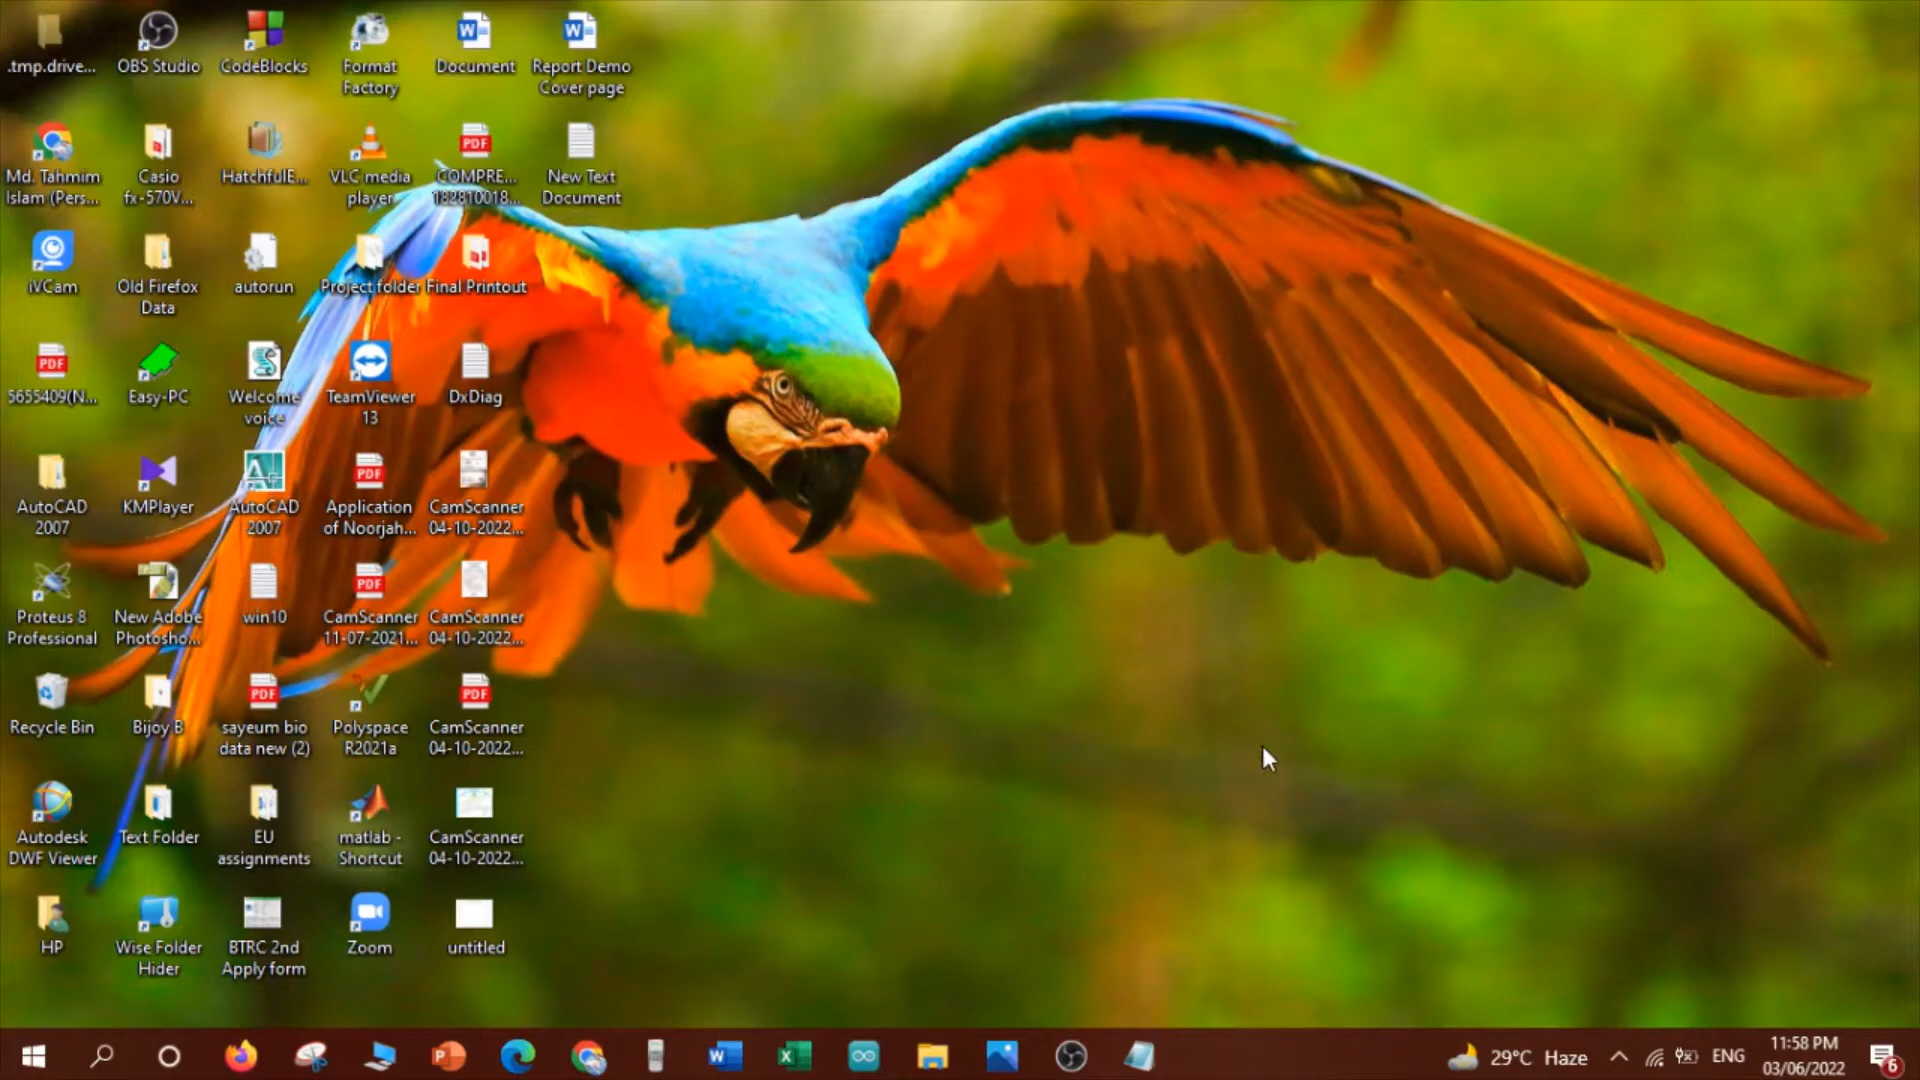 .tmp.drive...
OBS Studio
CodeBlocks
Format
Factory
Document
Report Demo
Cover page
Md. Tahmim
Islam (Pers...
Casio
fx-570V...
HatchfulE...
VLC media
player
COMPRE...
182810018...
New Text
Document
iVCam
Old Firefox
Data
autorun
Project folder
Final Printout
5655409(N...
Easy-PC
Welcome
voice
TeamViewer
13
DxDiag
AutoCAD
2007
KMPlayer
AutoCAD
2007
Application
of Noorjah...
CamScanner
04-10-2022...
Proteus 8
Professional
New Adobe
Photosho...
win10
CamScanner
11-07-2021...
CamScanner
04-10-2022...
Recycle Bin
Bijoy B
sayeum bio
data new (2)
Polyspace
R2021a
CamScanner
04-10-2022...
Autodesk
DWF Viewer
Text Folder
EU
assignments
matlab -
Shortcut
CamScanner
04-10-2022...
HP
Wise Folder
Hider
BTRC 2nd
Apply form
Zoom
untitled
29°C Haze
ENG
11:58 PM
03/06/2022
6